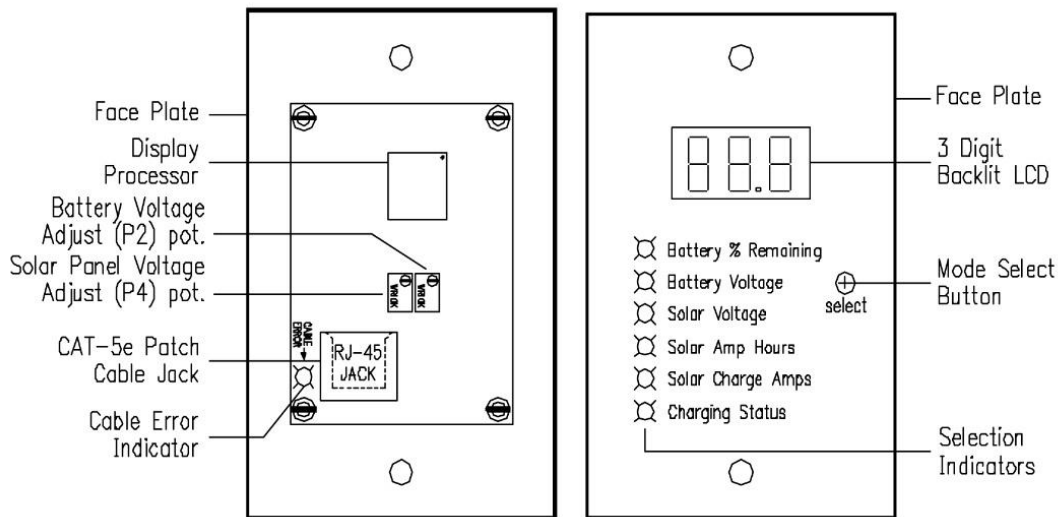 Face Plate
Display
Processor
Battery Voltage
Adjust (P2) pot.
Solar Panel Voltage
Adjust (P4) pot.
CAT-5e Patch
Cable Jack
Cable Error
Indicator
CABLE
ERROR
RJ-45
JACK
Battery % Remaining
Battery Voltage
Solar Voltage
Solar Amp Hours
Solar Charge Amps
Charging Status
select
Face Plate
3 Digit
Backlit LCD
Mode Select
Button
Selection
Indicators